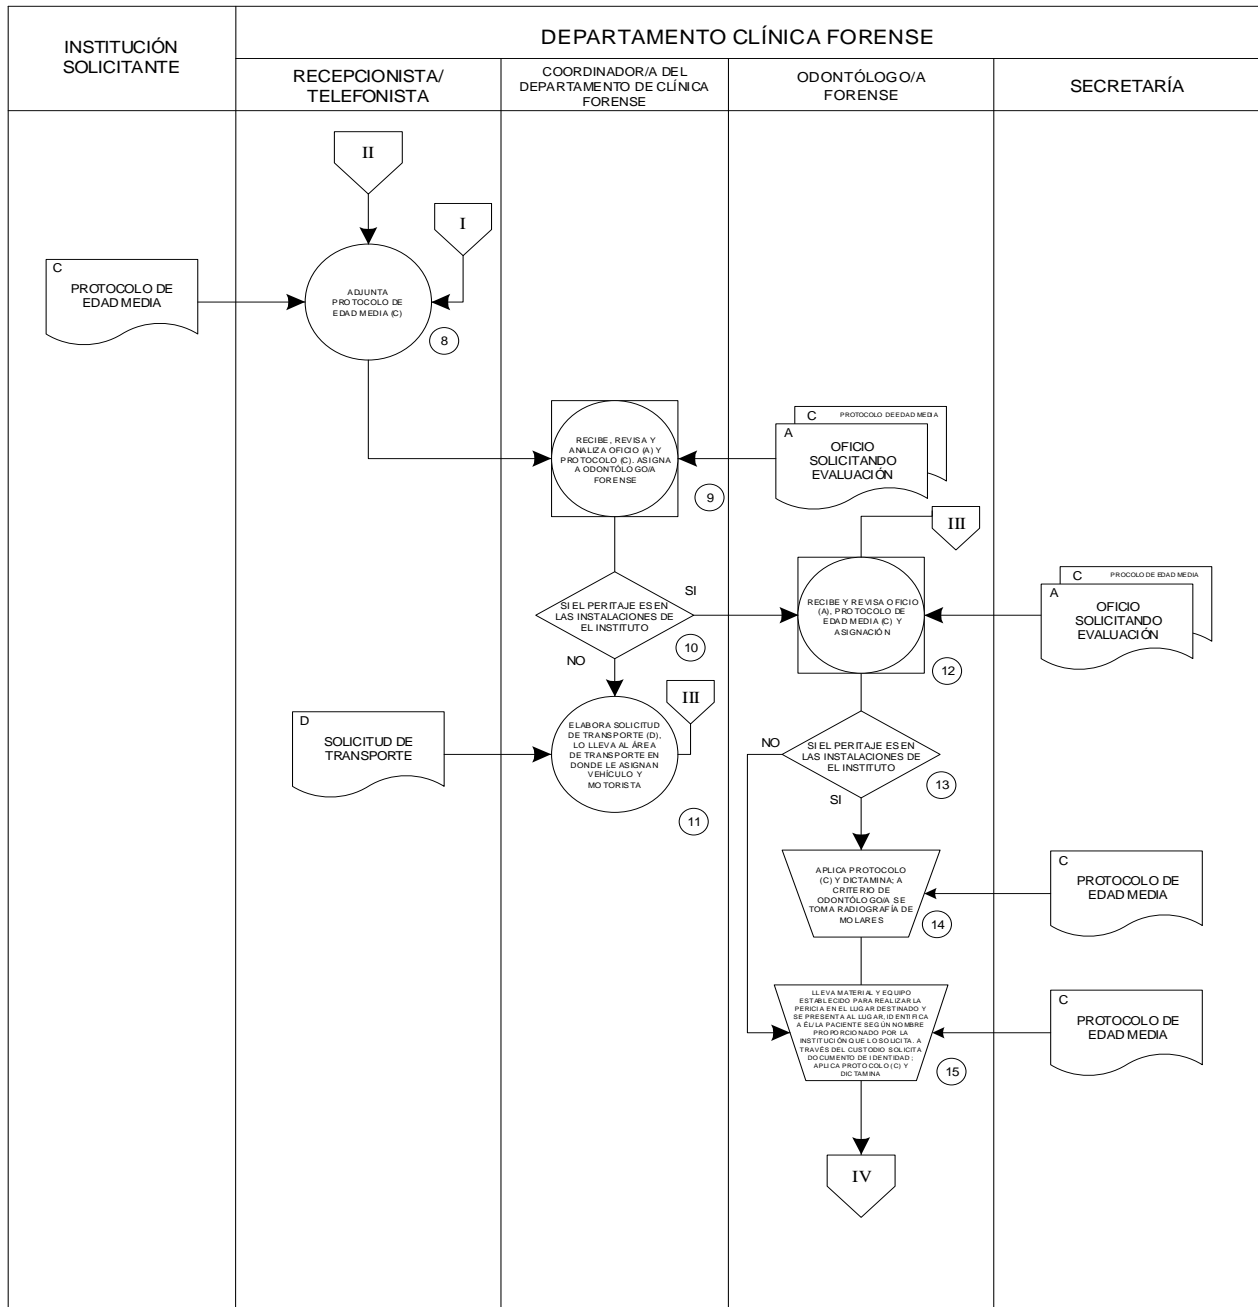 INSTITUCIÓN
SOLICITANTE
DEPARTAMENTO CLÍNICA FORENSE
RECEPCIONISTA/
TELEFONISTA
COORDINADOR/A DEL
DEPARTAMENTO DE CLÍNICA
FORENSE
ODONTÓLOGO/A
FORENSE
SECRETARÍA
II
I
C
PROTOCOLO DE
EDAD MEDIA
ADJUNTA
PROTOCOLO DE
EDAD MEDIA (C)
8
RECIBE, REVISA Y
ANALIZA OFICIO (A) Y
PROTOCOLO (C). ASIGNA
A ODONTÓLOGO/A
FORENSE
9
C
PROTOCOLO DE EDAD MEDIA
A
OFICIO
SOLICITANDO
EVALUACIÓN
III
SI EL PERITAJE ES EN
LAS INSTALACIONES DE
EL INSTITUTO
SI
NO
10
RECIBE Y REVISA OFICIO
(A), PROTOCOLO DE
EDAD MEDIA (C) Y
ASIGNACIÓN
12
C
PROCOLO DE EDAD MEDIA
A
OFICIO
SOLICITANDO
EVALUACIÓN
III
D
SOLICITUD DE
TRANSPORTE
ELABORA SOLICITUD
DE TRANSPORTE (D),
LO LLEVA AL ÁREA
DE TRANSPORTE EN
DONDE LE ASIGNAN
VEHÍCULO Y
MOTORISTA
11
NO
SI EL PERITAJE ES EN
LAS INSTALACIONES DE
EL INSTITUTO
SI
13
APLICA PROTOCOLO
(C) Y DICTAMINA; A
CRITERIO DE
ODONTÓLOGO/A SE
TOMA RADIOGRAFÍA DE
MOLARES
14
C
PROTOCOLO DE
EDAD MEDIA
LLEVA MATERIAL Y EQUIPO
ESTABLECIDO PARA REALIZAR LA
PERICIA EN EL LUGAR DESTINADO Y
SE PRESENTA AL LUGAR, IDENTIFICA
A ÉL/LA PACIENTE SEGÚN NOMBRE
PROPORCIONADO POR LA
INSTITUCIÓN QUE LO SOLICITA. A
TRAVÉS DEL CUSTODIO SOLICITA
DOCUMENTO DE IDENTIDAD;
APLICA PROTOCOLO (C) Y
DICTAMINA
15
C
PROTOCOLO DE
EDAD MEDIA
IV